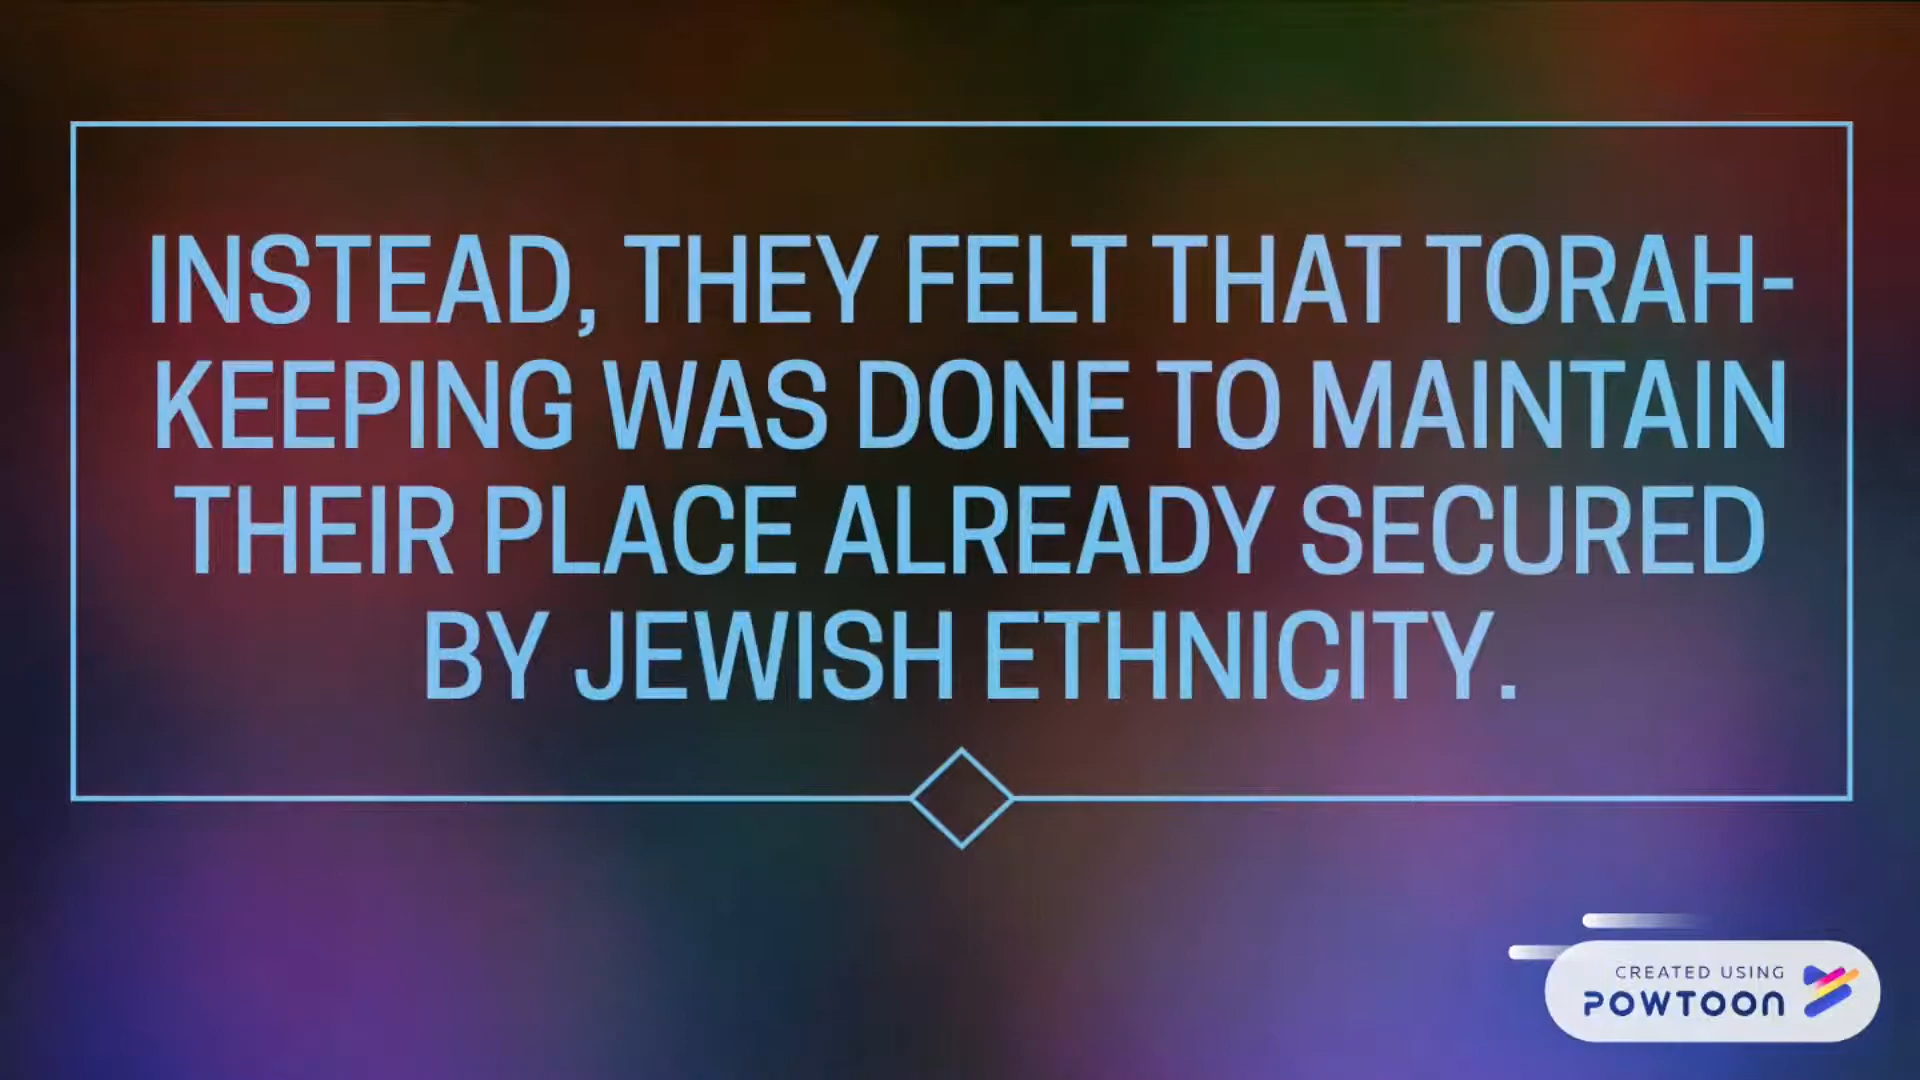 INSTEAD, THEY FELT THAT TORAH-
KEEPING WAS DONE TO MAINTAIN
THEIR PLACE ALREADY SECURED
BY JEWISH ETHNICITY.
CREATED USING
POWTOON